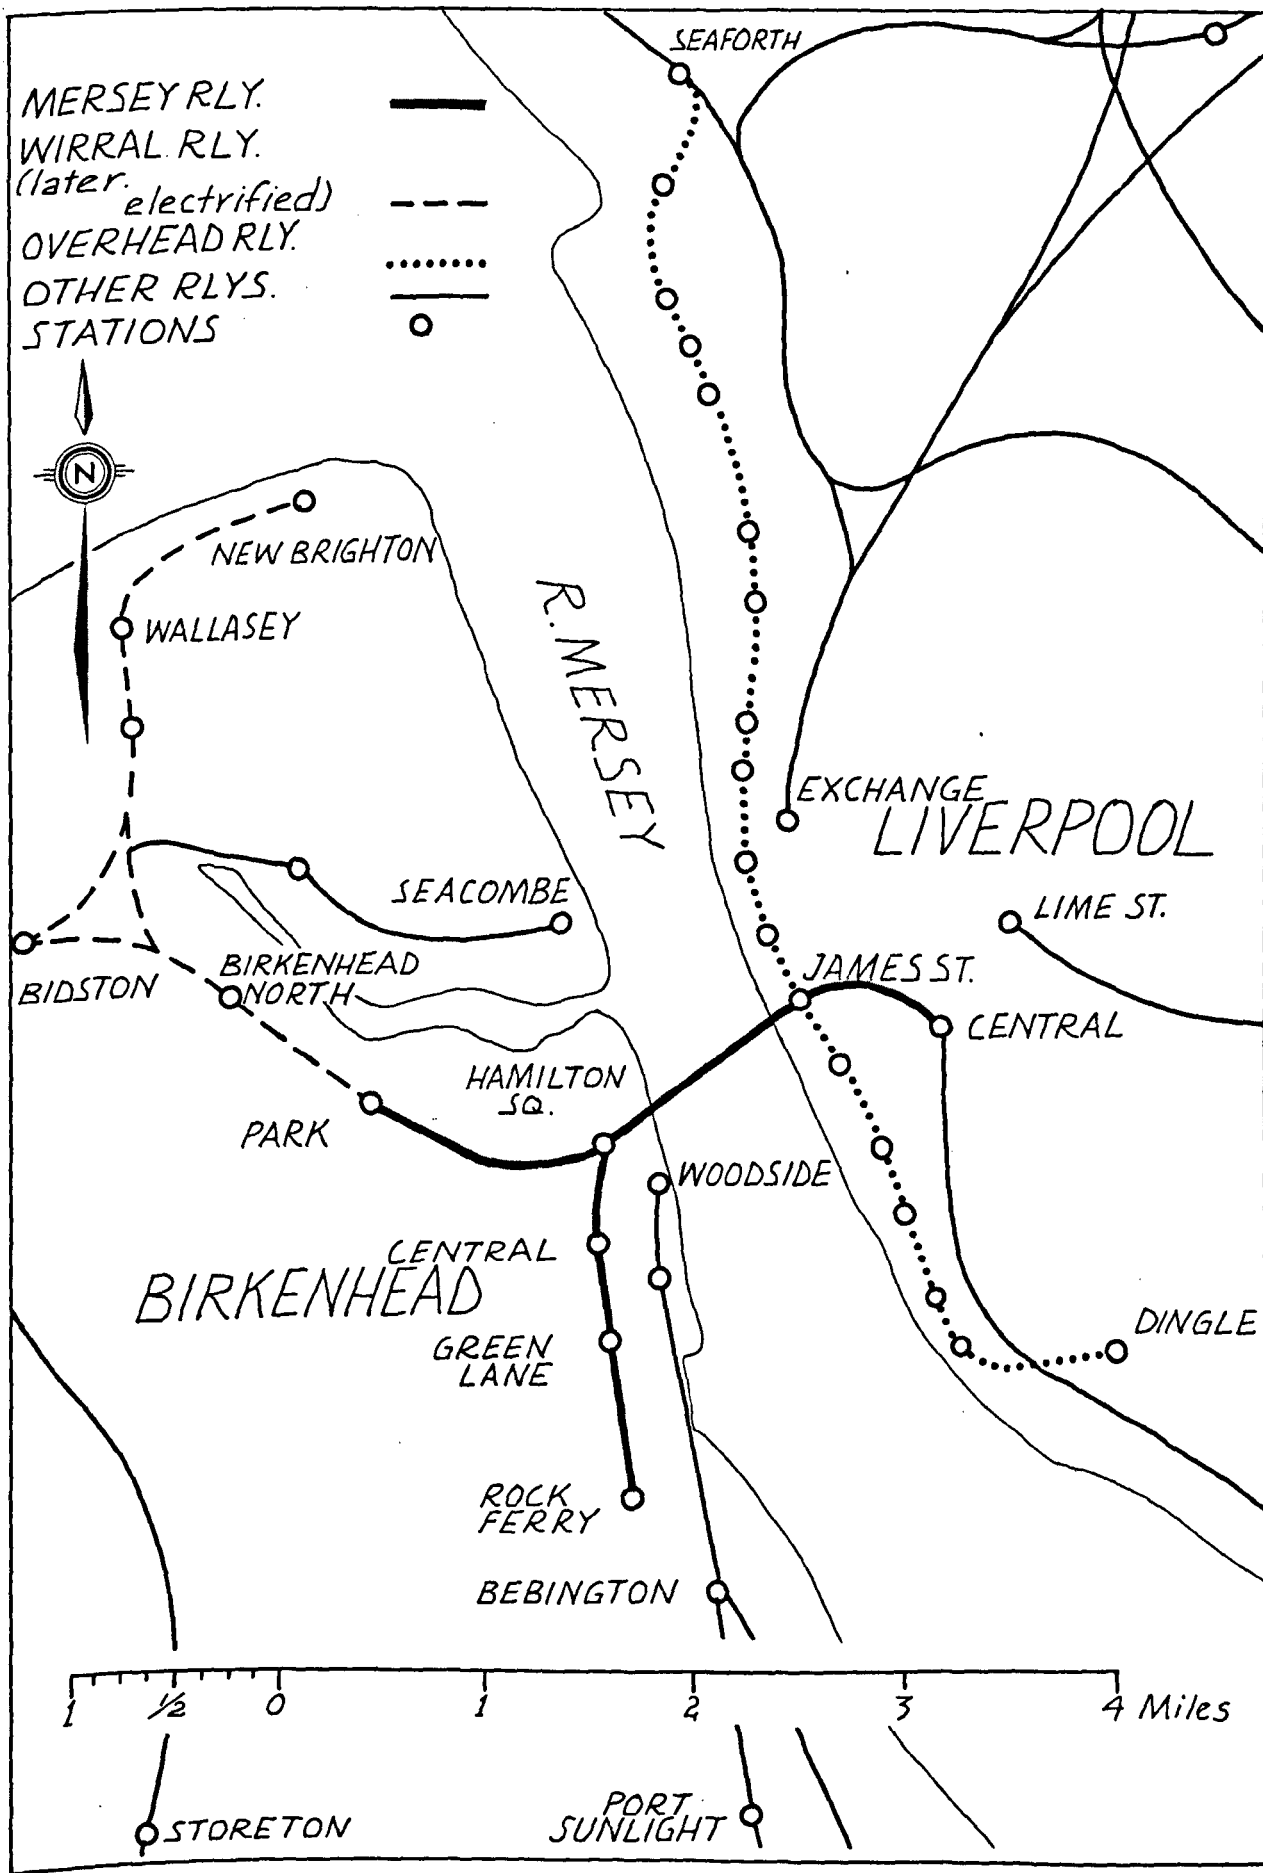 SEAFORTH
MERSEY RLY.
WIRRAL RLY.
(later
electrified)
OVERHEAD RLY.
OTHER RLYS.
STATIONS
N
NEW BRIGHTON
WALLASEY
R. MERSEY
EXCHANGE
LIVERPOOL
SEACOMBE
LIME ST.
BIRKENHEAD
NORTH
BIDSTON
JAMES ST.
CENTRAL
HAMILTON
SQ.
PARK
WOODSIDE
CENTRAL
BIRKENHEAD
GREEN
LANE
DINGLE
ROCK
FERRY
BEBINGTON
1 ½ 0 1 2 3 4 Miles
STORETON
PORT
SUNLIGHT